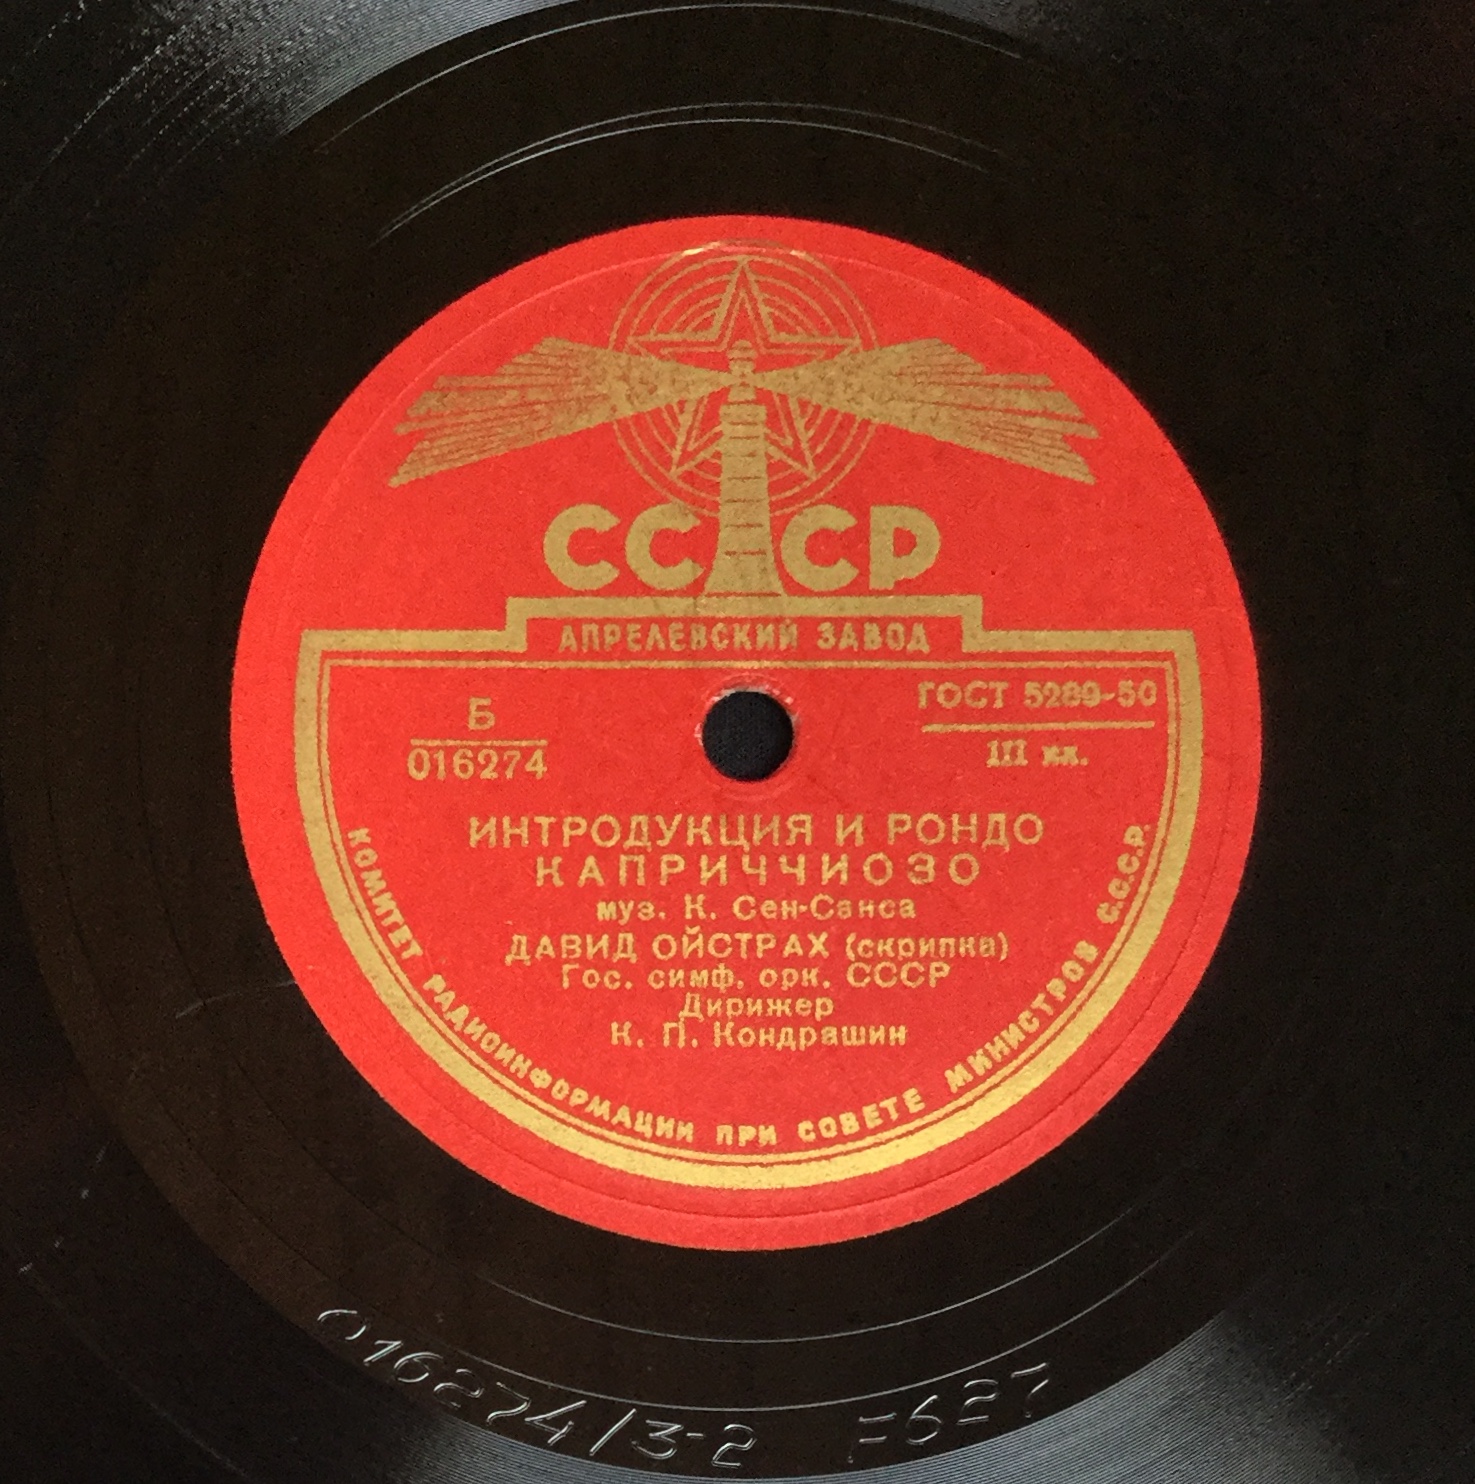 СССР
АПРЕЛЕВСКИЙ ЗАВОД
Б
016274
ГОСТ 5289-50
III кл.
ИНТРОДУКЦИЯ И РОНДО
КАПРИЧЧИОЗО
муз. К. Сен-Санса
ДАВИД ОЙСТРАХ (скрипка)
Гос. симф. орк. СССР
Дирижер
К. П. Кондрашин
КОМИТЕТ РАДИОИНФОРМАЦИИ ПРИ СОВЕТЕ МИНИСТРОВ С.С.С.Р.
016274/3-2 F627